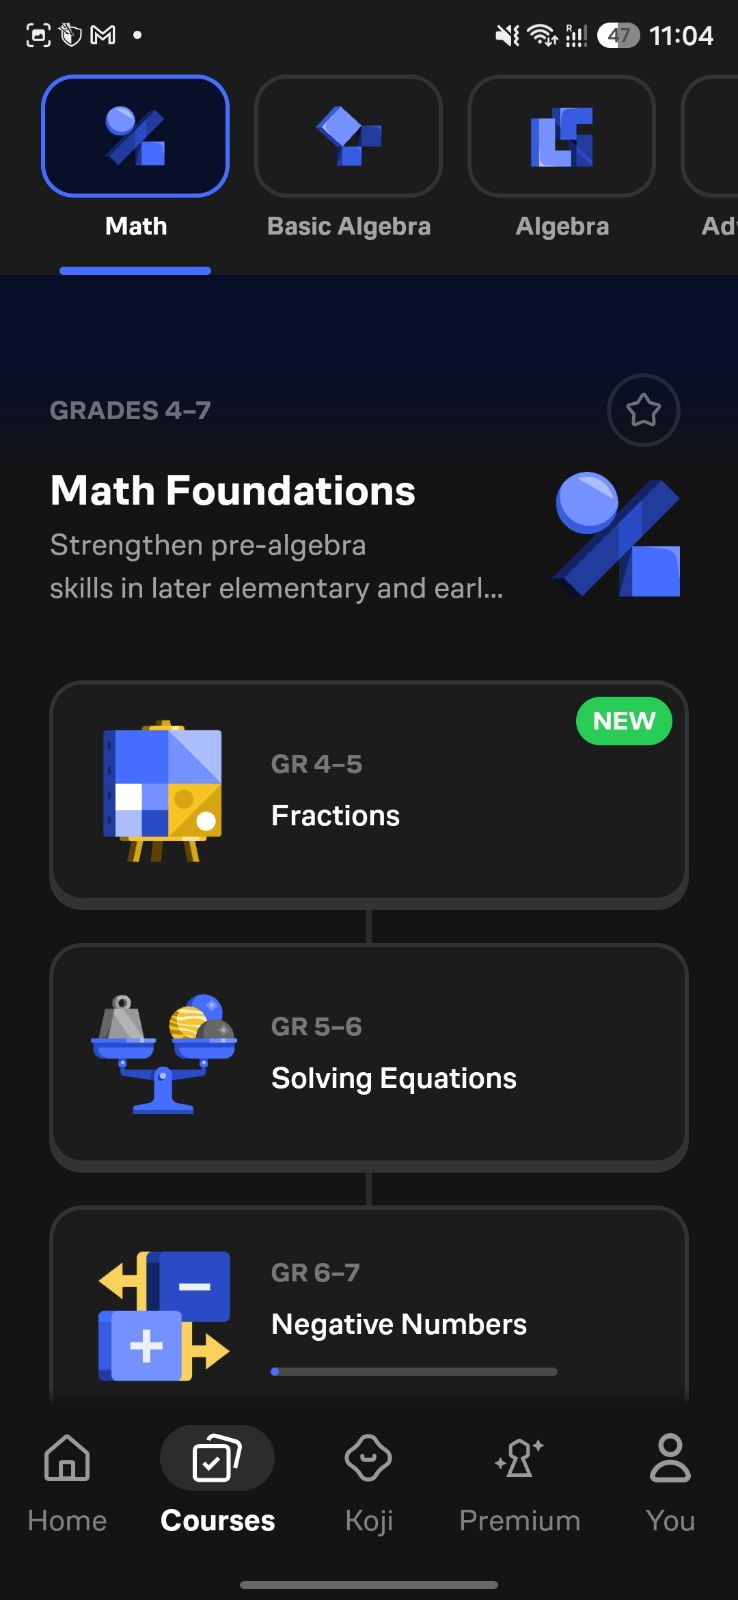 47 11:04
Math
Basic Algebra
Algebra
Adv
GRADES 4–7
Math Foundations
Strengthen pre-algebra
skills in later elementary and earl...
NEW
GR 4–5
Fractions
GR 5–6
Solving Equations
GR 6–7
Negative Numbers
Home
Courses
Koji
Premium
You